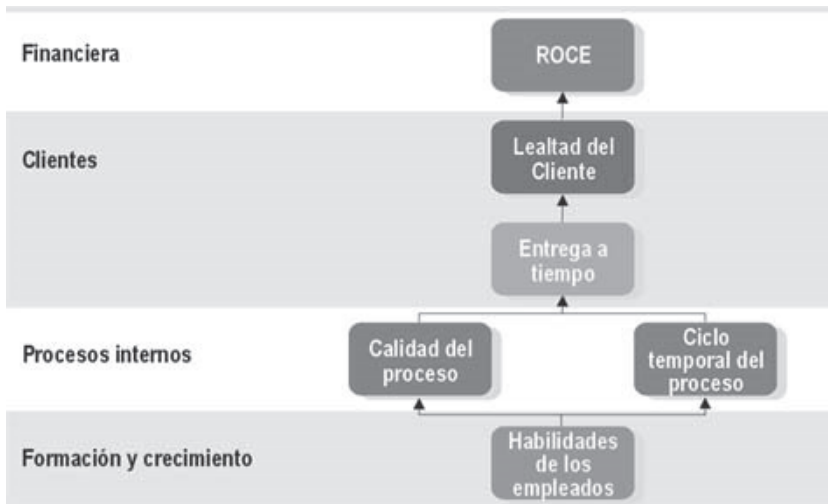 Financiera
ROCE
Clientes
Lealtad del
Cliente
Entrega a
tiempo
Procesos internos
Calidad del
proceso
Ciclo
temporal del
proceso
Formación y crecimiento
Habilidades
de los
empleados